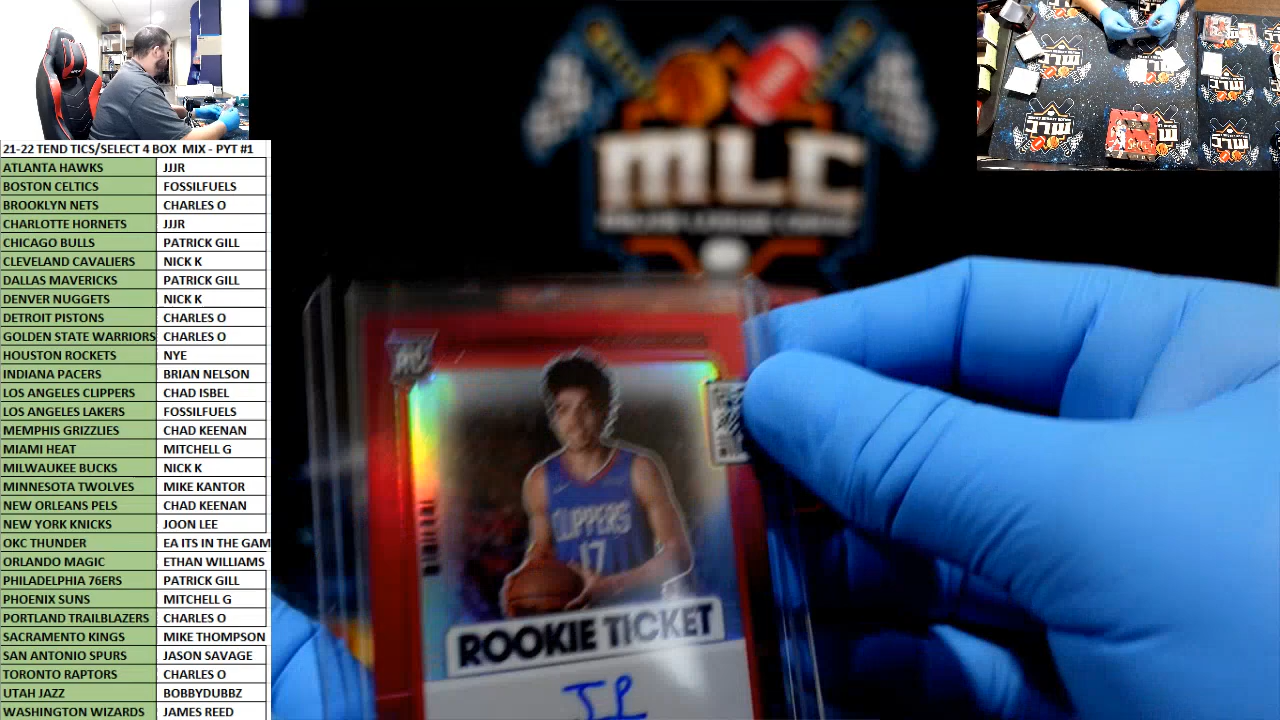 21-22 TEND TICS/SELECT 4 BOX MIX - PYT #1
ATLANTA HAWKS JJJR
BOSTON CELTICS FOSSILFUELS
BROOKLYN NETS CHARLES O
CHARLOTTE HORNETS JJJR
CHICAGO BULLS PATRICK GILL
CLEVELAND CAVALIERS NICK K
DALLAS MAVERICKS PATRICK GILL
DENVER NUGGETS NICK K
DETROIT PISTONS CHARLES O
GOLDEN STATE WARRIORS CHARLES O
HOUSTON ROCKETS NYE
INDIANA PACERS BRIAN NELSON
LOS ANGELES CLIPPERS CHAD ISBEL
LOS ANGELES LAKERS FOSSILFUELS
MEMPHIS GRIZZLIES CHAD KEENAN
MIAMI HEAT MITCHELL G
MILWAUKEE BUCKS NICK K
MINNESOTA TWOLVES MIKE KANTOR
NEW ORLEANS PELS CHAD KEENAN
NEW YORK KNICKS JOON LEE
OKC THUNDER EA ITS IN THE GAM
ORLANDO MAGIC ETHAN WILLIAMS
PHILADELPHIA 76ERS PATRICK GILL
PHOENIX SUNS MITCHELL G
PORTLAND TRAILBLAZERS CHARLES O
SACRAMENTO KINGS MIKE THOMPSON
SAN ANTONIO SPURS JASON SAVAGE
TORONTO RAPTORS CHARLES O
UTAH JAZZ BOBBYDUBBZ
WASHINGTON WIZARDS JAMES REED
MLC
RC
CLIPPERS
17
ROOKIE TICKET